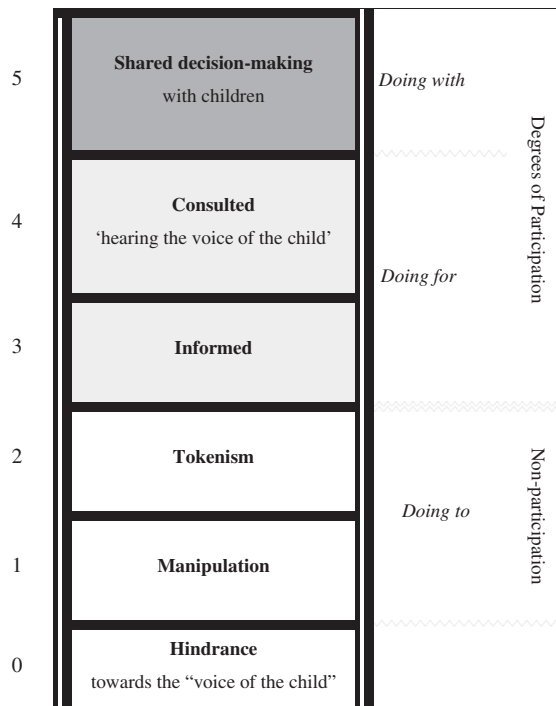 5
Shared decision-making
with children
Doing with
Degrees of Participation
4
Consulted
‘hearing the voice of the child’
Doing for
3
Informed
2
Tokenism
Non-participation
Doing to
1
Manipulation
0
Hindrance
towards the “voice of the child”